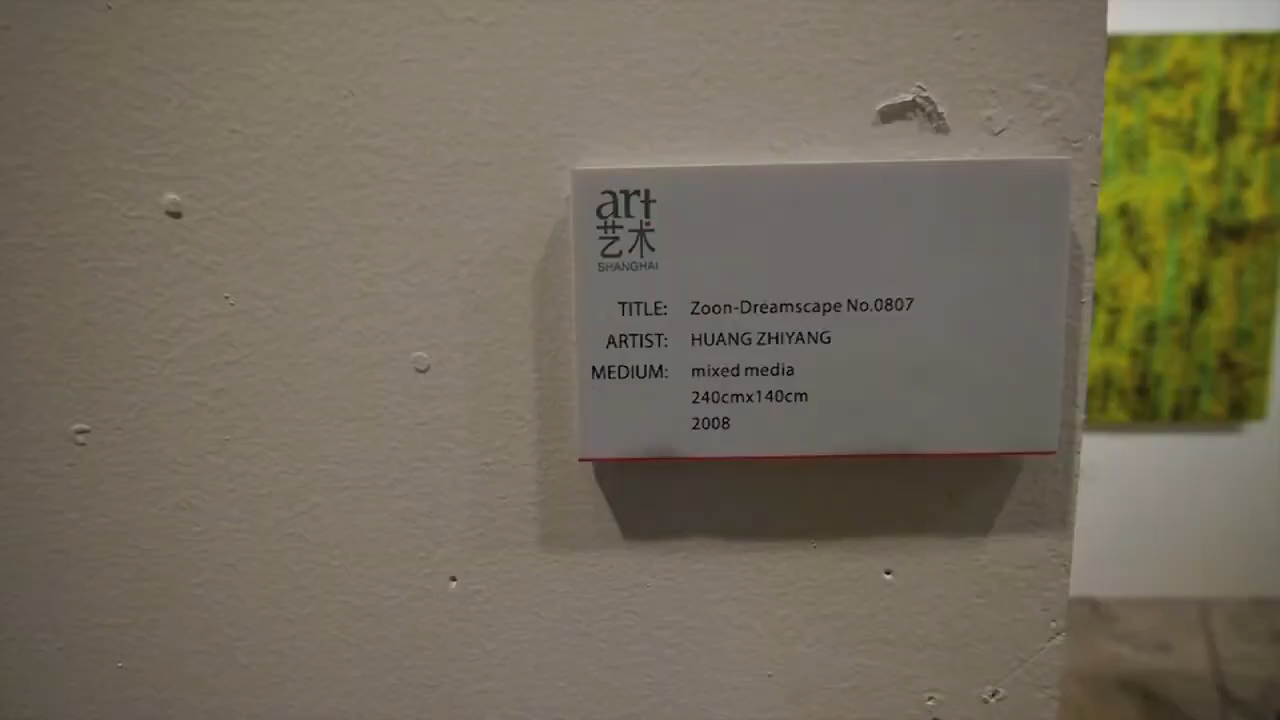 art
艺术
SHANGHAI
TITLE: Zoon-Dreamscape No.0807
ARTIST: HUANG ZHIYANG
MEDIUM: mixed media
240cmx140cm
2008